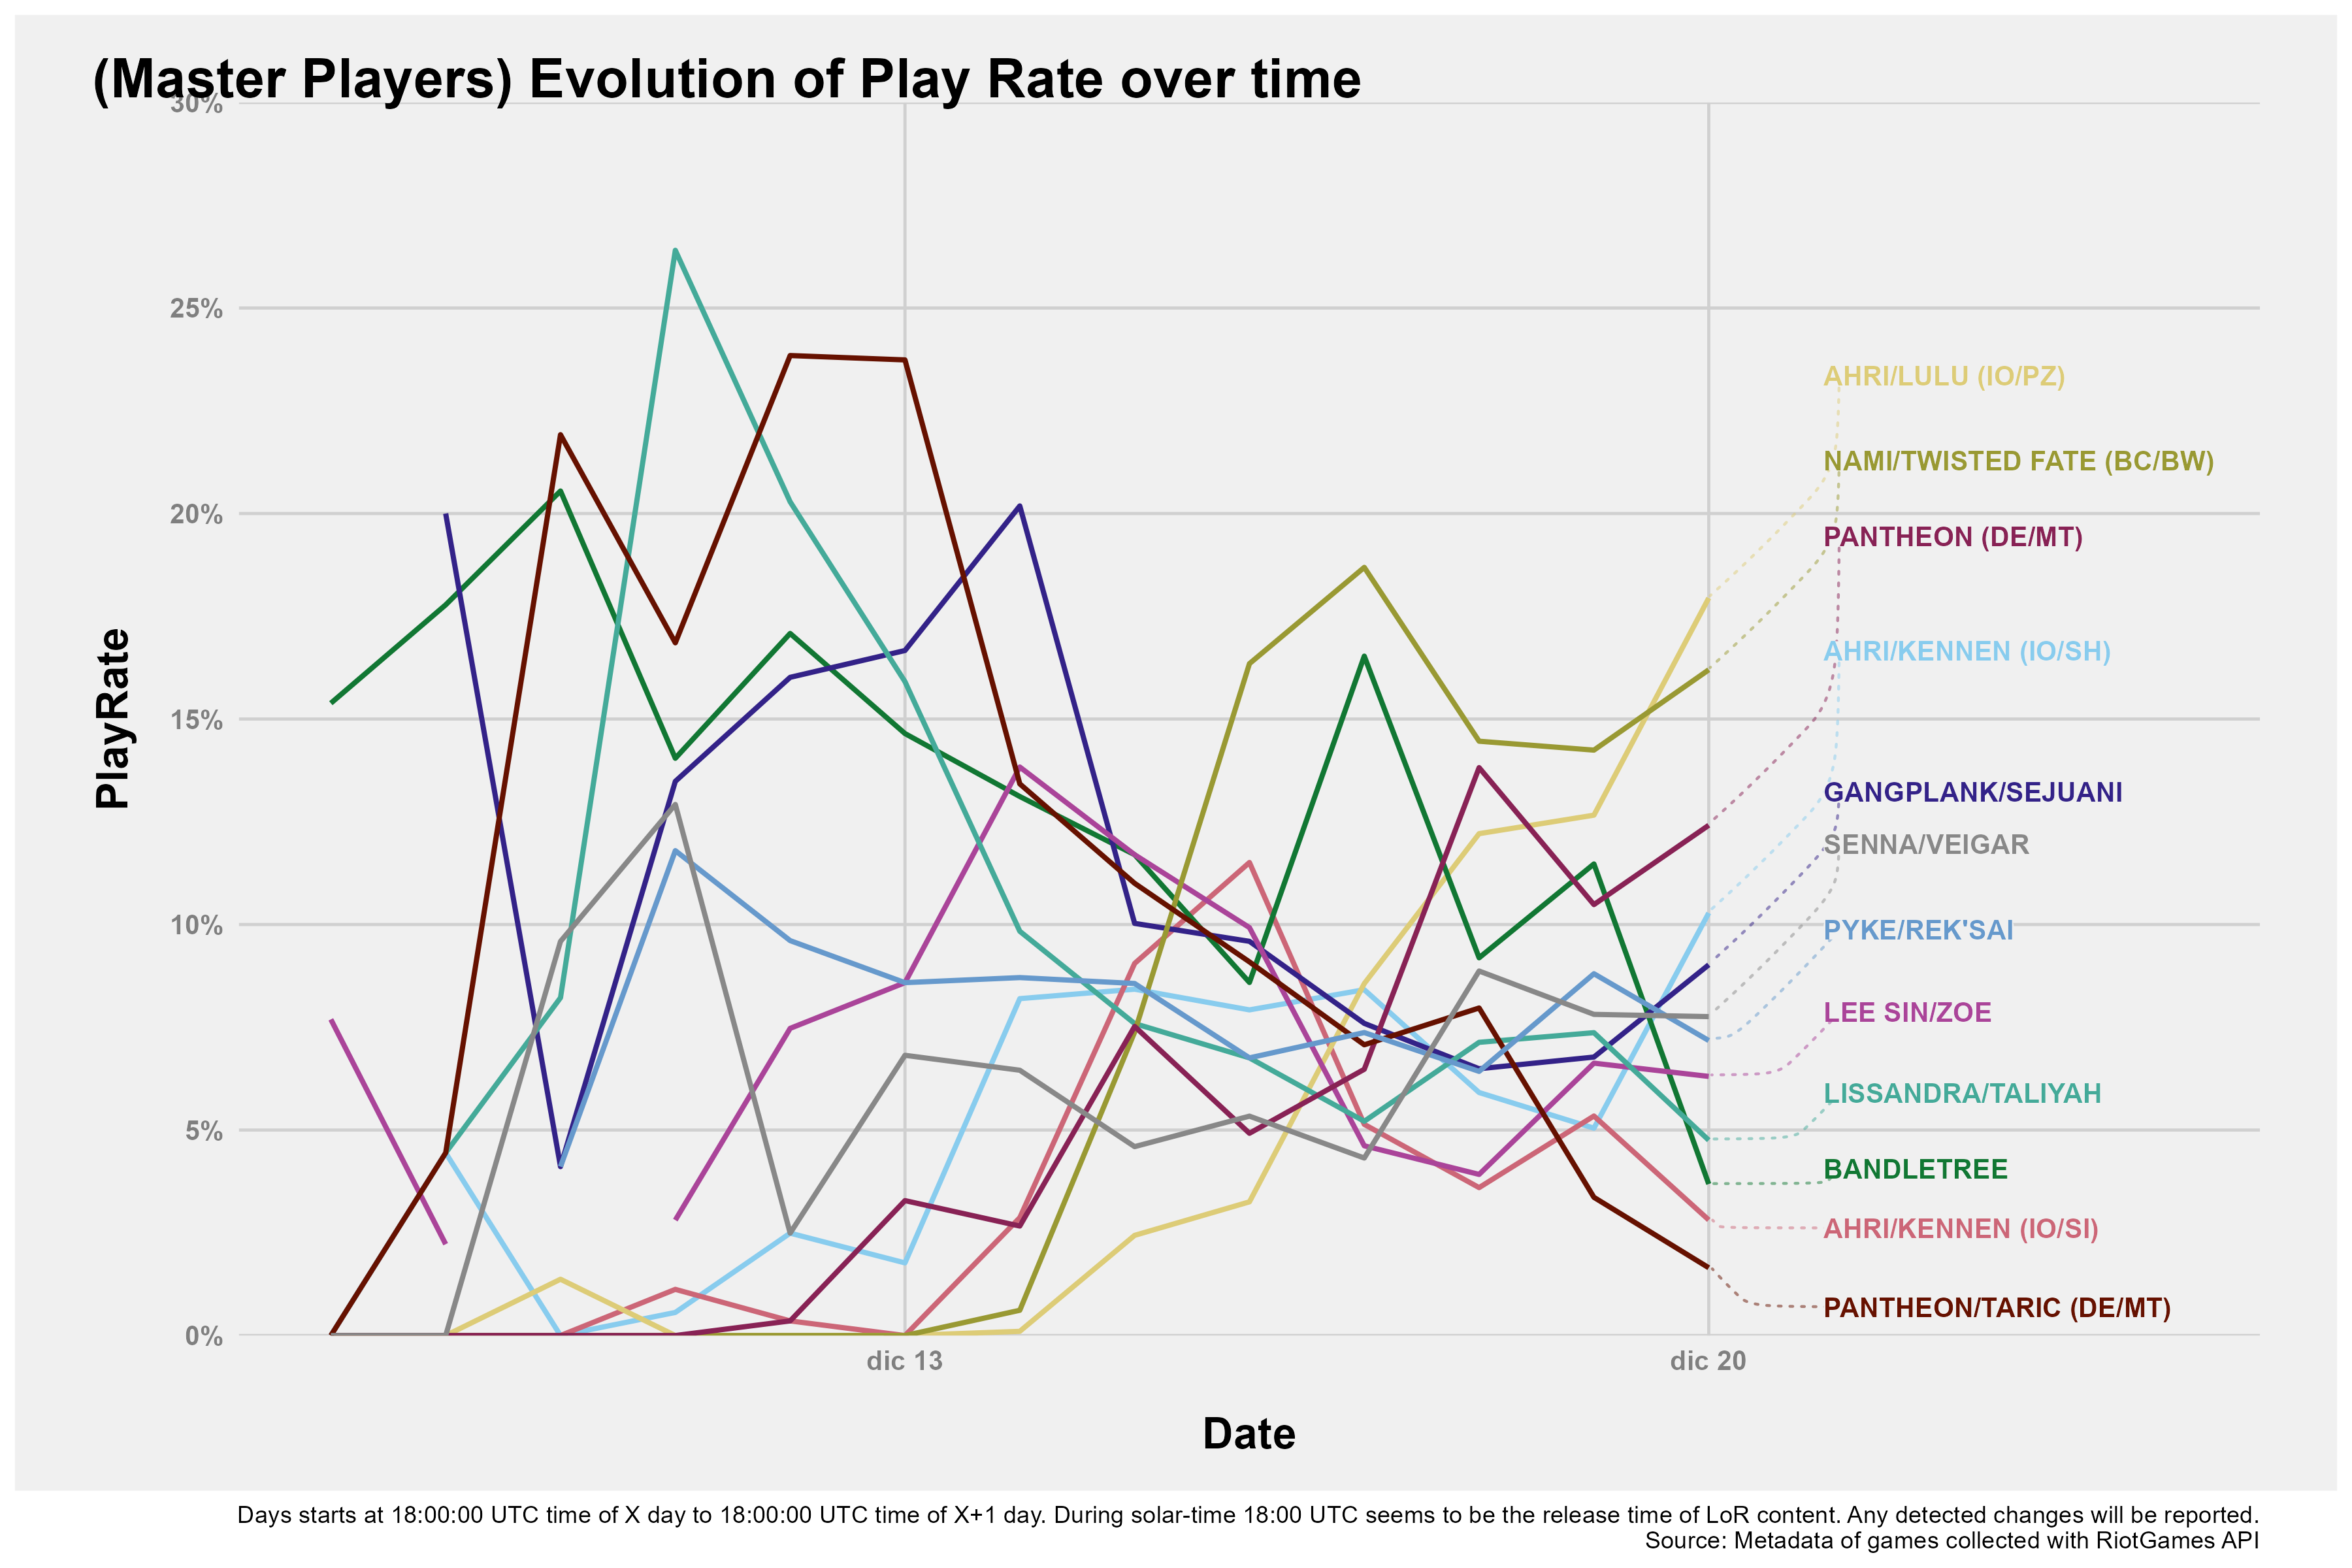 (Master Players) Evolution of Play Rate over time
30%
25%
20%
15%
10%
5%
0%
PlayRate
AHRI/LULU (IO/PZ)
NAMI/TWISTED FATE (BC/BW)
PANTHEON (DE/MT)
AHRI/KENNEN (IO/SH)
GANGPLANK/SEJUANI
SENNA/VEIGAR
PYKE/REK'SAI
LEE SIN/ZOE
LISSANDRA/TALIYAH
BANDLETREE
AHRI/KENNEN (IO/SI)
PANTHEON/TARIC (DE/MT)
dic 13
dic 20
Date
Days starts at 18:00:00 UTC time of X day to 18:00:00 UTC time of X+1 day. During solar-time 18:00 UTC seems to be the release time of LoR content. Any detected changes will be reported.
Source: Metadata of games collected with RiotGames API